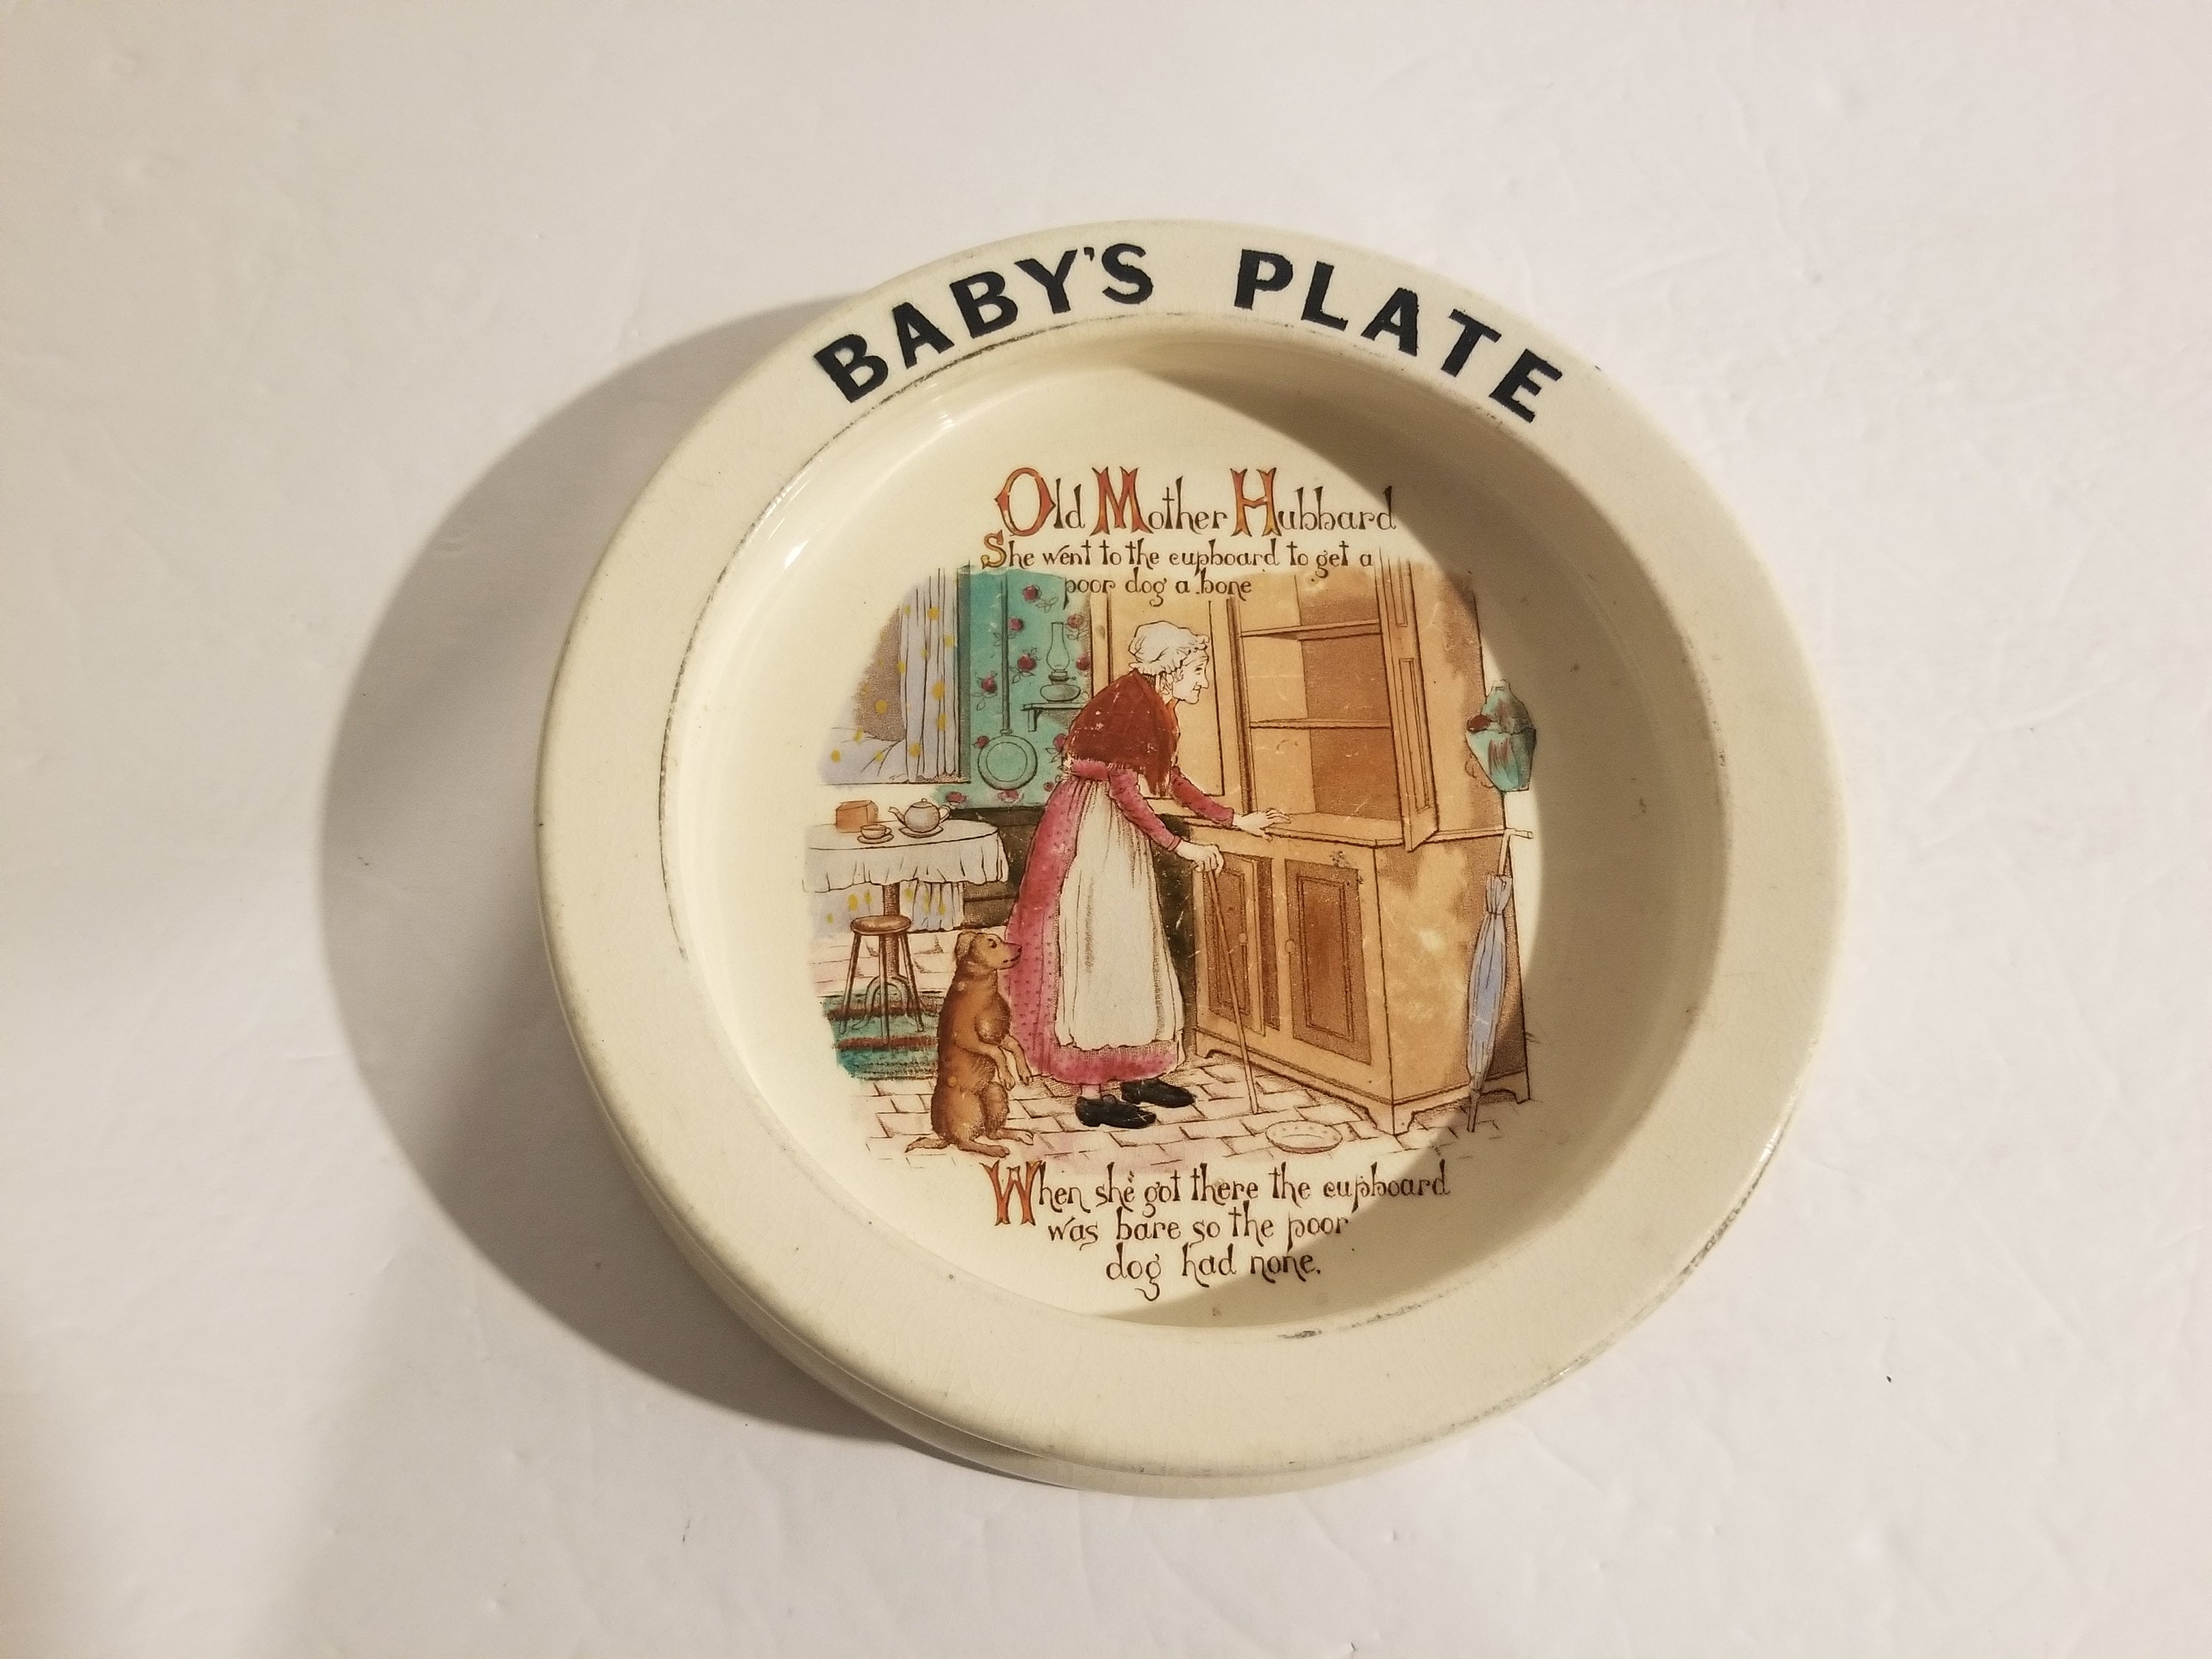 BABY'S PLATE
Old Mother Hubbard
She went to the cupboard to get a
poor dog a bone
When she got there the cupboard
was bare so the poor
dog had none.